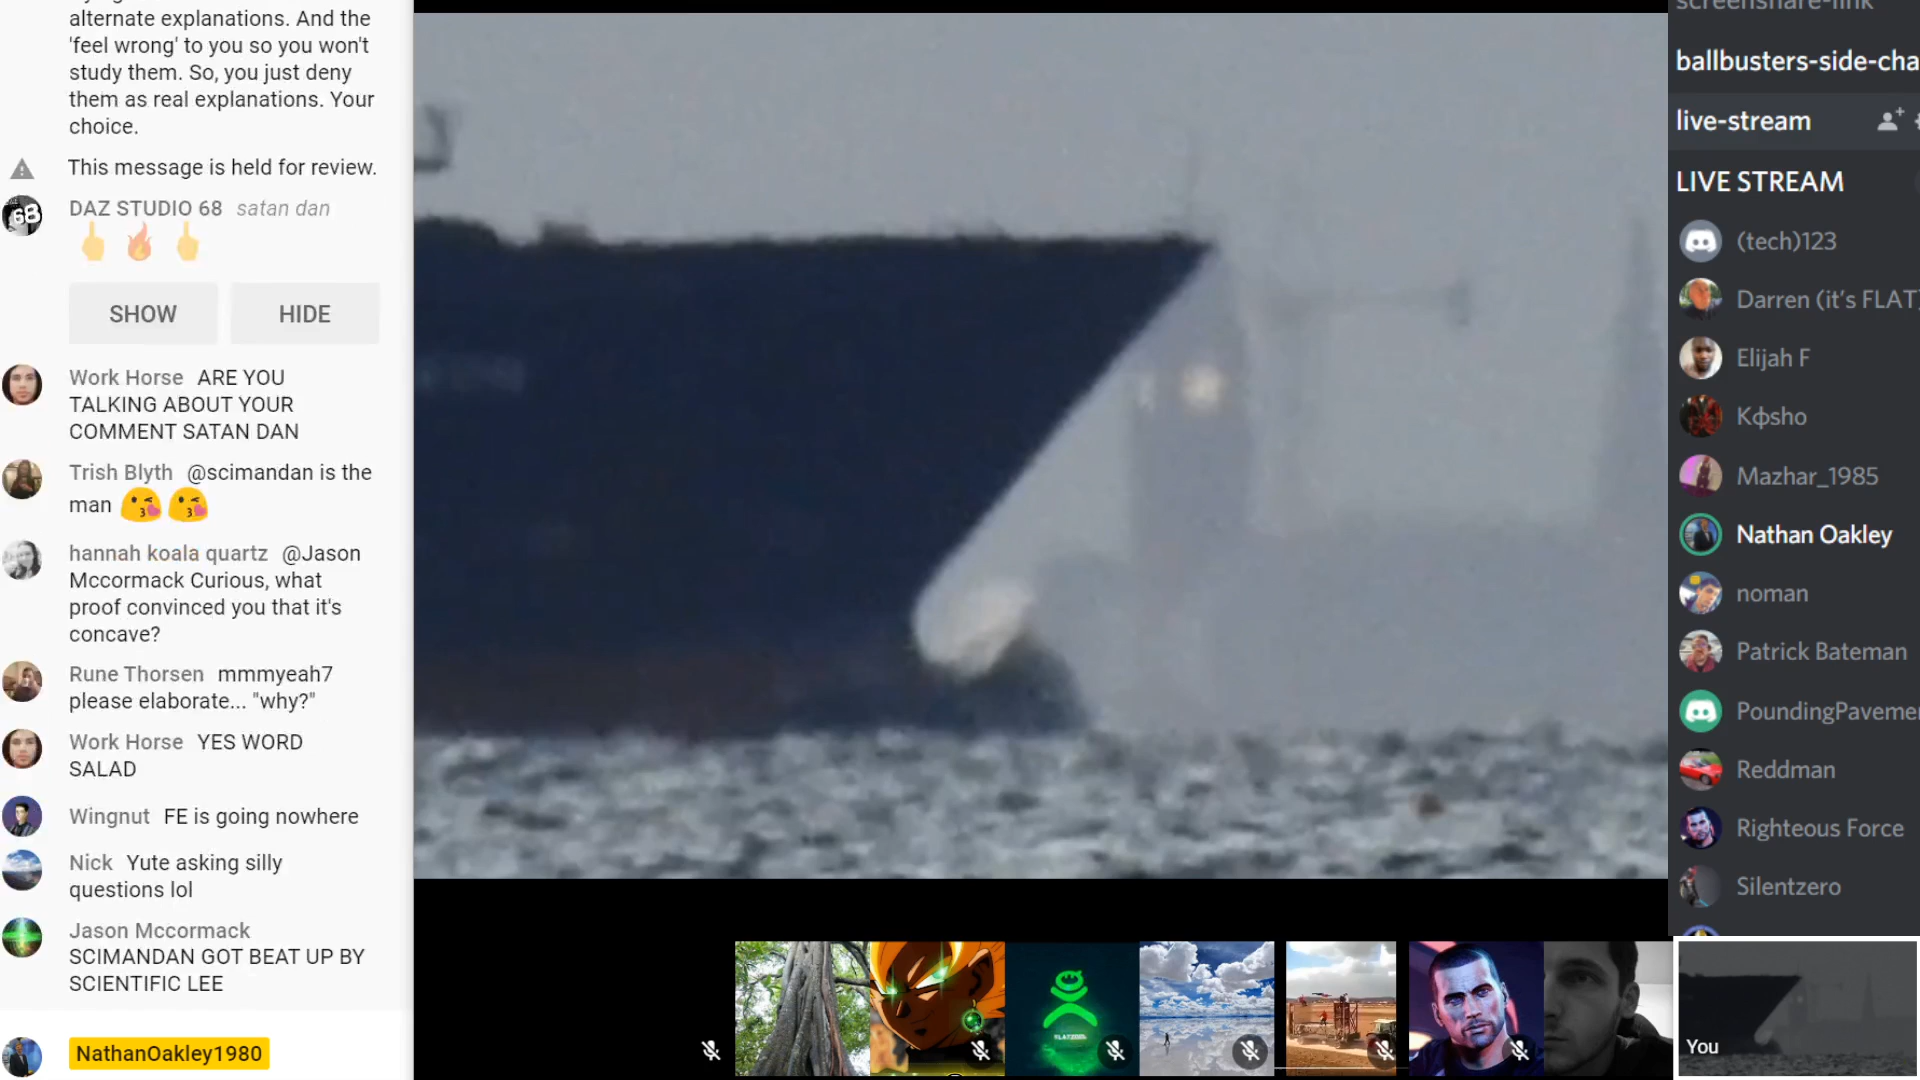 alternate explanations. And the
'feel wrong' to you so you won't
study them. So, you just deny
them as real explanations. Your
choice.
This message is held for review.
DAZ STUDIO 68 satan dan
SHOW HIDE
Work Horse ARE YOU
TALKING ABOUT YOUR
COMMENT SATAN DAN
Trish Blyth @scimandan is the
man
hannah koala quartz @Jason
Mccormack Curious, what
proof convinced you that it's
concave?
Rune Thorsen mmmyeah7
please elaborate... "why?"
Work Horse YES WORD
SALAD
Wingnut FE is going nowhere
Nick Yute asking silly
questions lol
Jason Mccormack
SCIMANDAN GOT BEAT UP BY
SCIENTIFIC LEE
NathanOakley1980
68
You
screenshare-link
ballbusters-side-cha
live-stream
LIVE STREAM
(tech)123
Darren (it's FLAT
Elijah F
Kфsho
Mazhar_1985
Nathan Oakley
noman
Patrick Bateman
PoundingPaveme
Reddman
Righteous Force
Silentzero